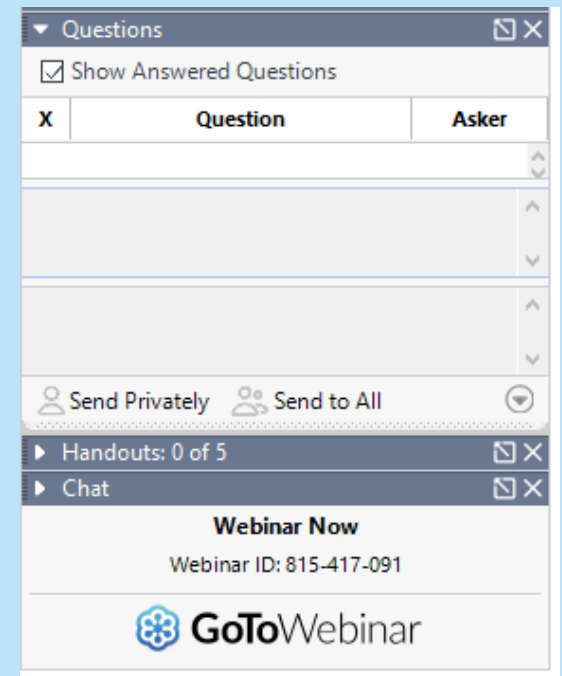 Questions
Show Answered Questions
X Question Asker
Send Privately Send to All
Handouts: 0 of 5
Chat
Webinar Now
Webinar ID: 815-417-091
GoToWebinar